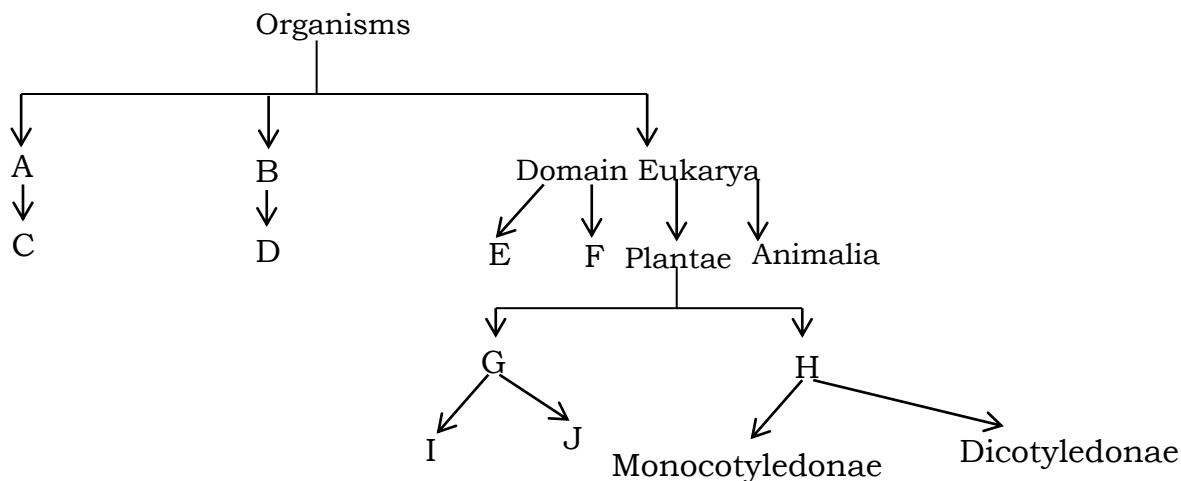 Organisms
A B Domain Eukarya
C D E F Plantae Animalia
G H
I J Monocotyledonae Dicotyledonae